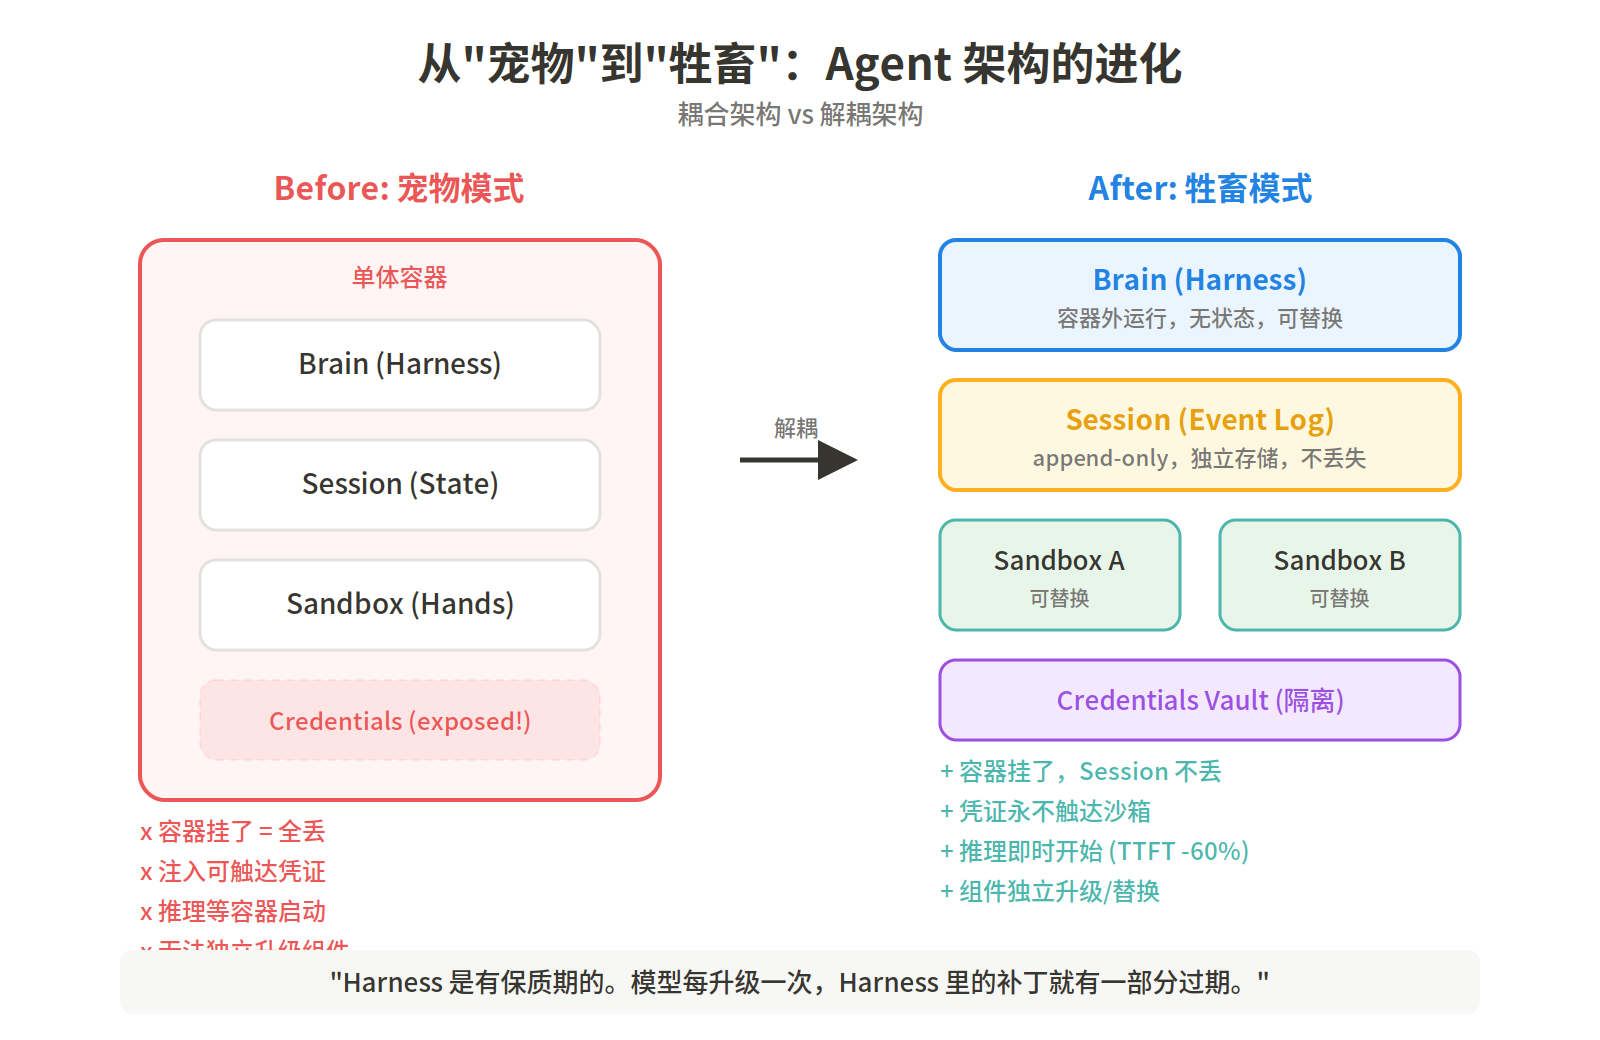 从"宠物"到"牲畜"：Agent 架构的进化
耦合架构 vs 解耦架构
Before: 宠物模式
单体容器
Brain (Harness)
Session (State)
Sandbox (Hands)
Credentials (exposed!)
x 容器挂了 = 全丢
x 注入可触达凭证
x 推理等容器启动
x 无法独立升级组件
解耦
After: 牲畜模式
Brain (Harness)
容器外运行，无状态，可替换
Session (Event Log)
append-only，独立存储，不丢失
Sandbox A
可替换
Sandbox B
可替换
Credentials Vault (隔离)
+ 容器挂了，Session 不丢
+ 凭证永不触达沙箱
+ 推理即时开始 (TTFT -60%)
+ 组件独立升级/替换
"Harness 是有保质期的。模型每升级一次，Harness 里的补丁就有一部分过期。"